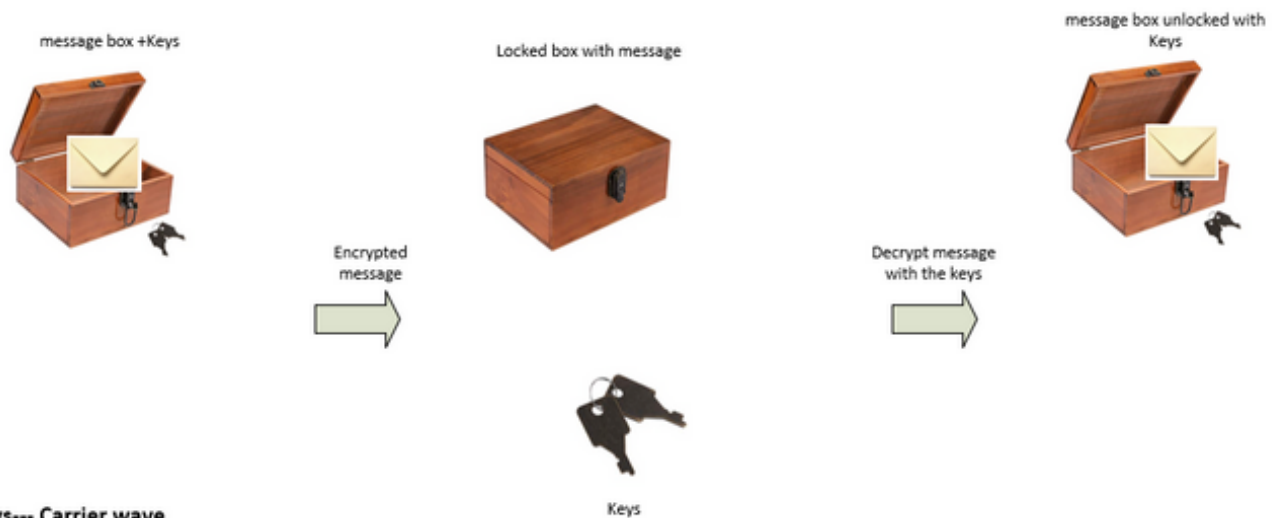 message box +Keys
Locked box with message
message box unlocked with
Keys
Encrypted
message
Decrypt message
with the keys
Keys
Carrier wave